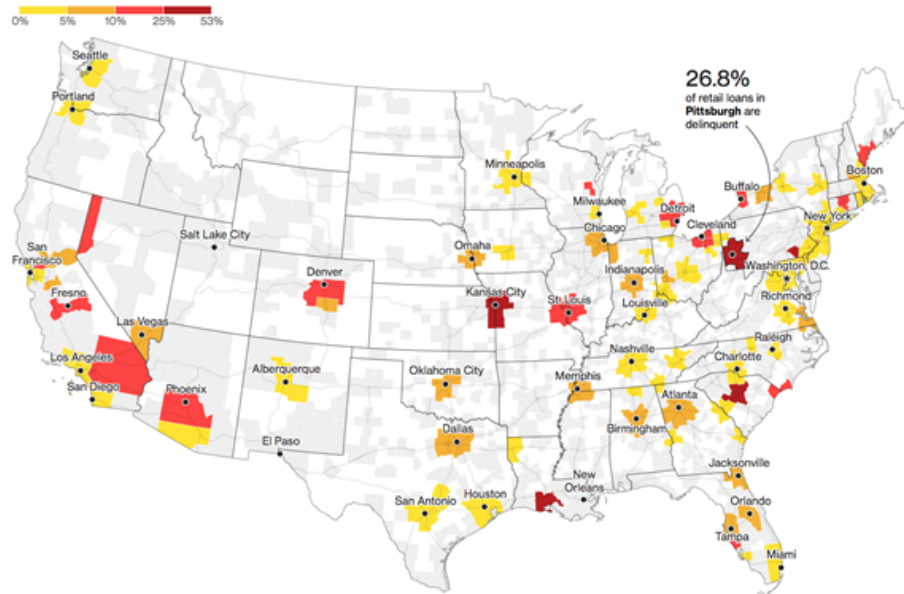 0% 5% 10% 25% 53%
Seattle
Portland
26.8%
of retail loans in
Pittsburgh are
delinquent
Minneapolis
Boston
Buffalo
Milwaukee
Detroit
New York
Salt Lake City
Cleveland
Chicago
San
Francisco
Omaha
Washington, D.C.
Denver
Indianapolis
Fresno
Kansas City
St. Louis
Louisville
Richmond
Las Vegas
Raleigh
Nashville
Los Angeles
Charlotte
Alberquerque
Oklahoma City
Memphis
San Diego
Phoenix
Atlanta
Dallas
Birmingham
El Paso
Jacksonville
New
Orleans
San Antonio
Houston
Orlando
Tampa
Miami